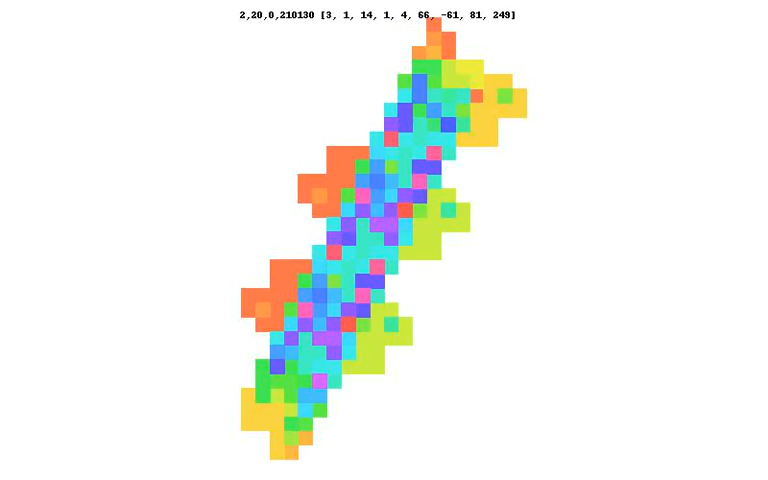 2,20,0,210130 [3, 1, 14, 1, 4, 66, -61, 81, 249]